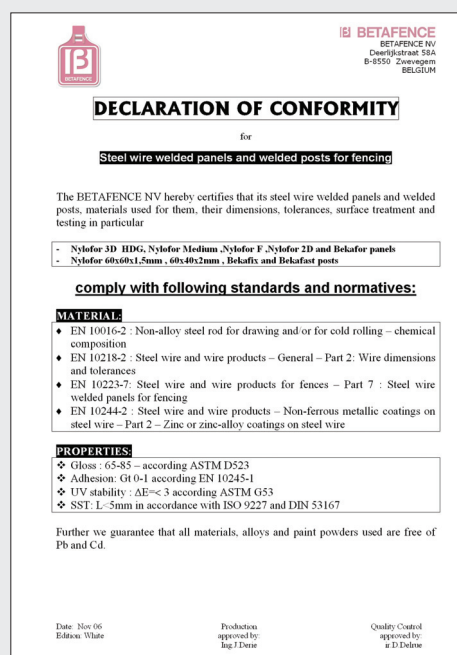 BETAFENCE
BETAFENCE
BETAFENCE NV
Deerlijkstraat 58A
B-8550 Zwevegem
BELGIUM
DECLARATION OF CONFORMITY
for
Steel wire welded panels and welded posts for fencing
The BETAFENCE NV hereby certifies that its steel wire welded panels and welded
posts, materials used for them, their dimensions, tolerances, surface treatment and
testing in particular
- Nylofor 3D HDG, Nylofor Medium ,Nylofor F ,Nylofor 2D and Bekafor panels
- Nylofor 60x60x1,5mm , 60x40x2mm , Bekafix and Bekafast posts
comply with following standards and normatives:
MATERIAL:
♦ EN 10016-2 : Non-alloy steel rod for drawing and/or for cold rolling – chemical
composition
♦ EN 10218-2 : Steel wire and wire products – General – Part 2: Wire dimensions
and tolerances
♦ EN 10223-7: Steel wire and wire products for fences – Part 7 : Steel wire
welded panels for fencing
♦ EN 10244-2 : Steel wire and wire products – Non-ferrous metallic coatings on
steel wire – Part 2 – Zinc or zinc-alloy coatings on steel wire
PROPERTIES:
❖ Gloss : 65-85 – according ASTM D523
❖ Adhesion: Gt 0-1 according EN 10245-1
❖ UV stability : ΔE=< 3 according ASTM G53
❖ SST: L<5mm in accordance with ISO 9227 and DIN 53167
Further we guarantee that all materials, alloys and paint powders used are free of
Pb and Cd.
Date: Nov 06
Edition: White
Production
approved by:
Ing.J.Derie
Quality Control
approved by:
ir.D.Delrue